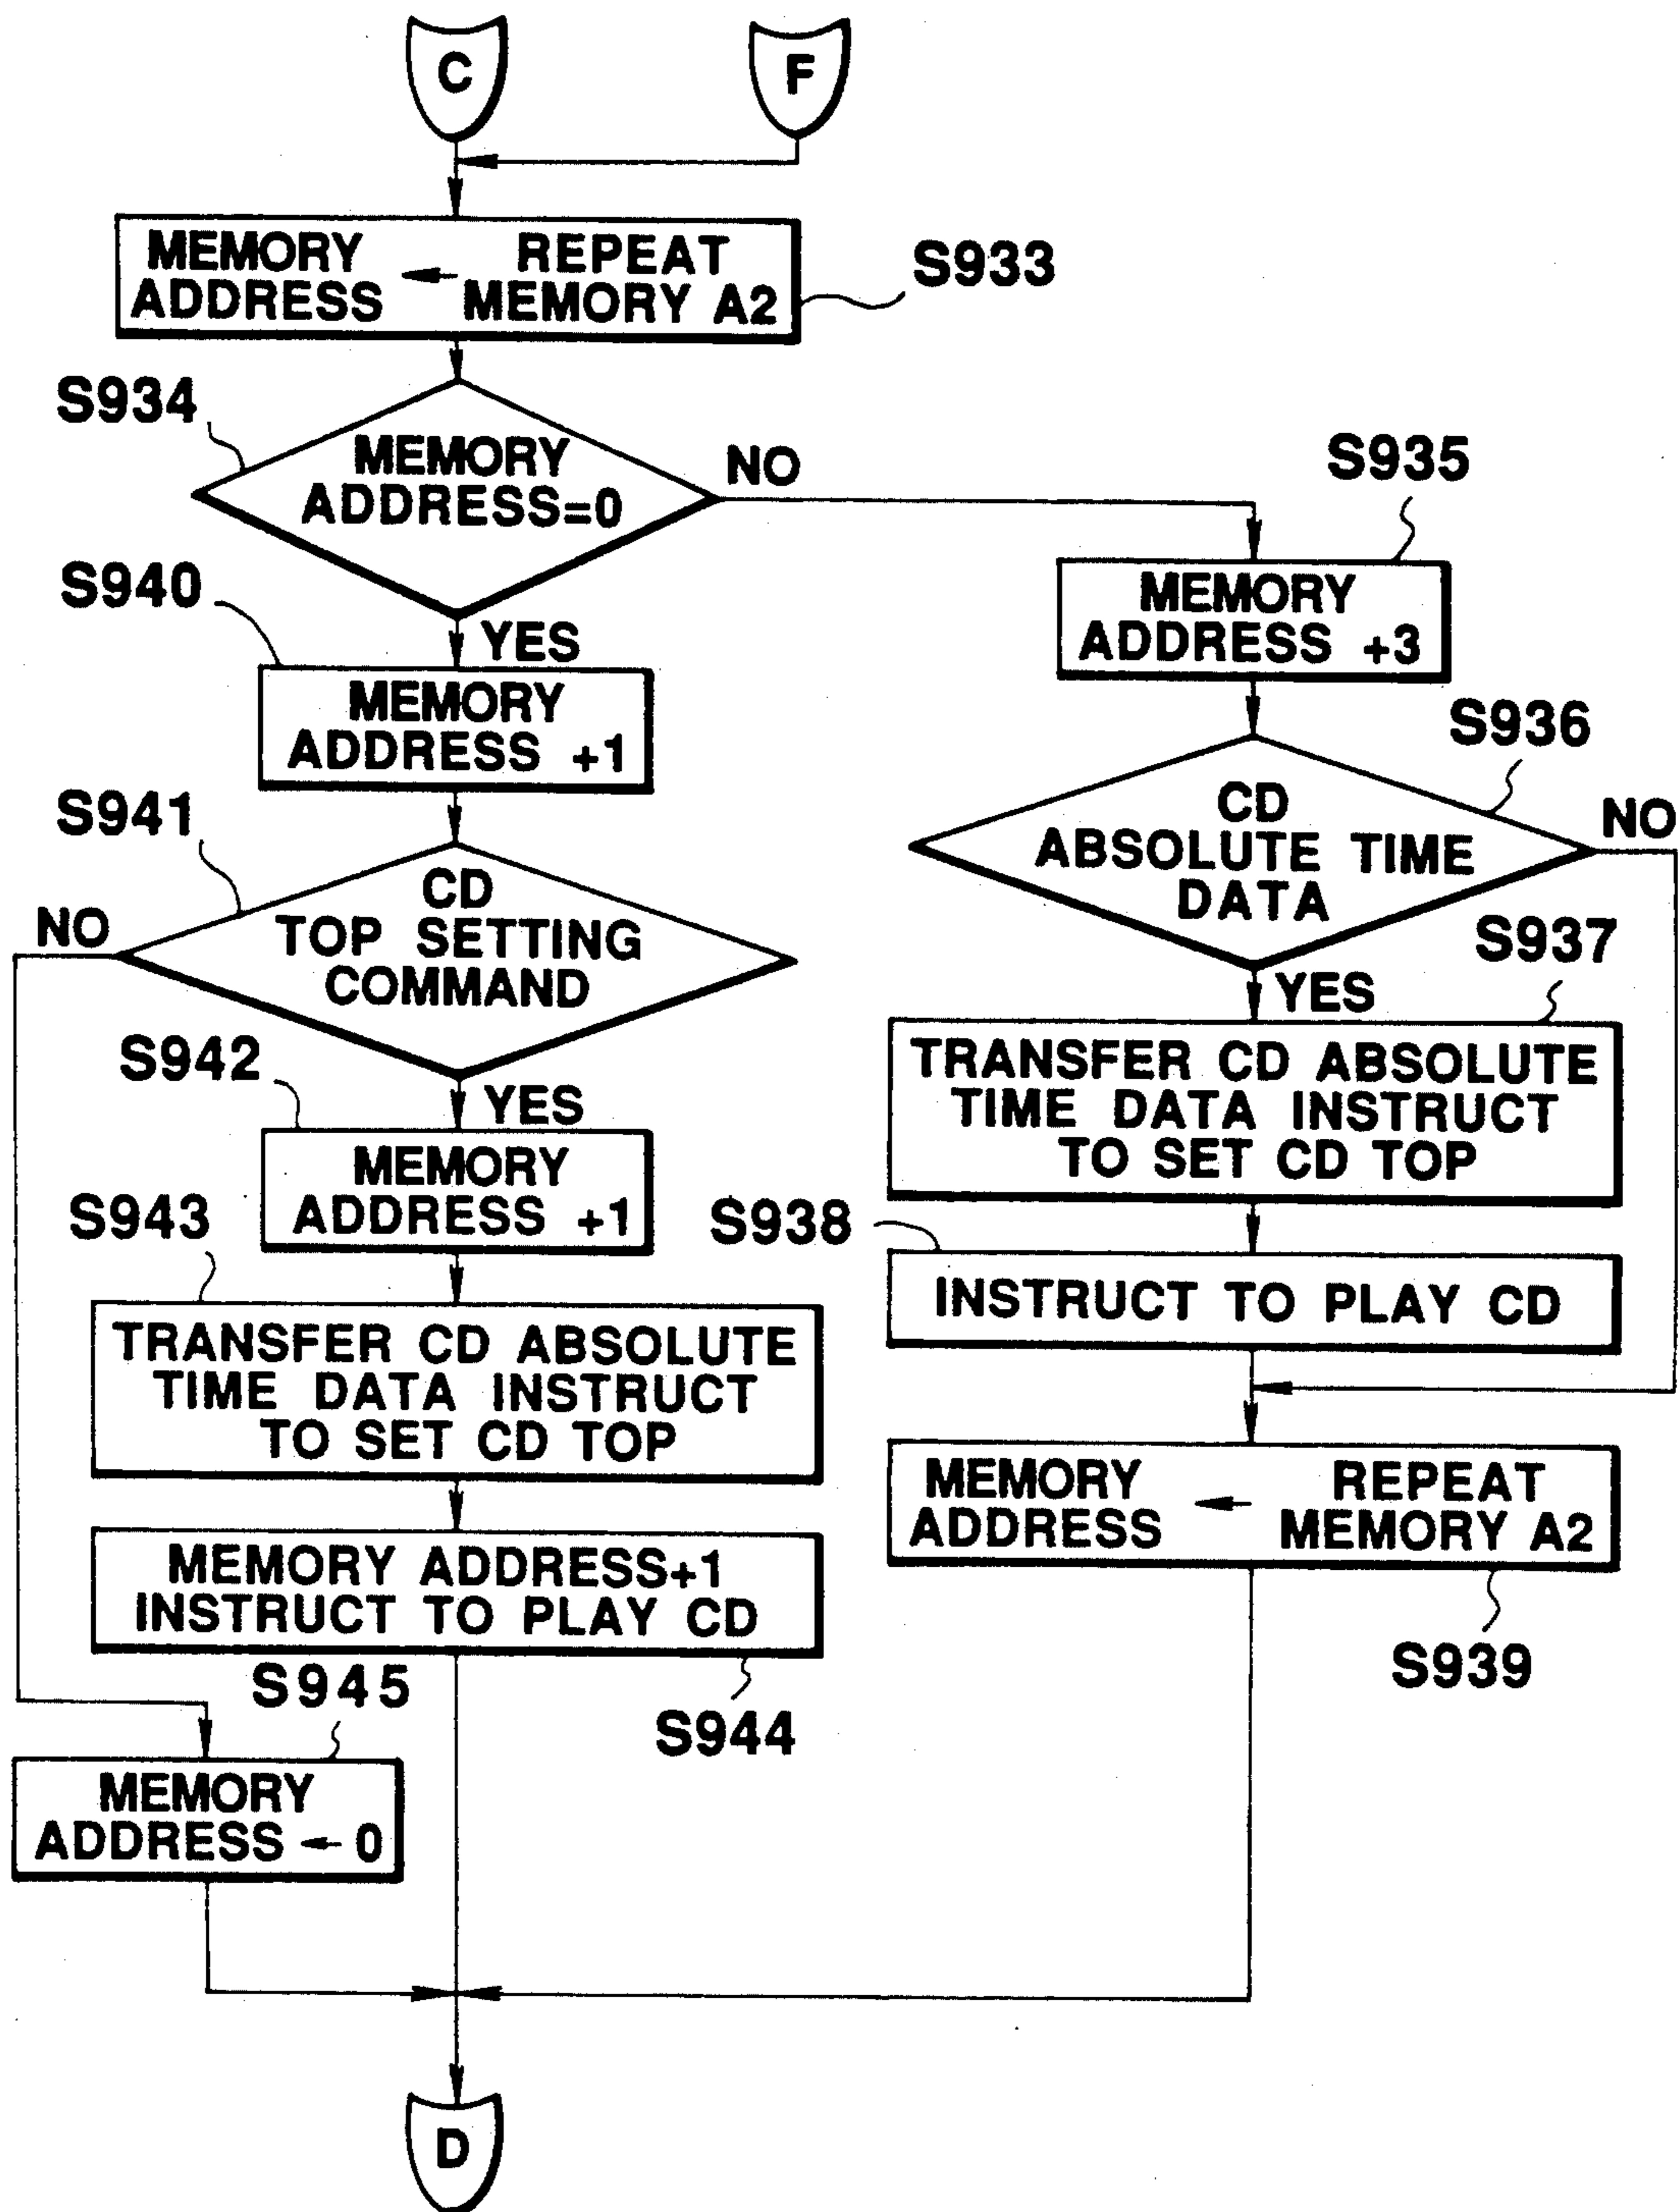 C
F
MEMORY ADDRESS ← REPEAT MEMORY A2
S933
S934
MEMORY
ADDRESS=0
NO
YES
S935
MEMORY
ADDRESS +3
S940
MEMORY
ADDRESS +1
S936
CD
ABSOLUTE TIME
DATA
NO
YES
S941
CD
TOP SETTING
COMMAND
NO
YES
S937
TRANSFER CD ABSOLUTE
TIME DATA INSTRUCT
TO SET CD TOP
S942
MEMORY
ADDRESS +1
S938
INSTRUCT TO PLAY CD
S943
TRANSFER CD ABSOLUTE
TIME DATA INSTRUCT
TO SET CD TOP
MEMORY ADDRESS ← REPEAT MEMORY A2
S939
MEMORY ADDRESS+1
INSTRUCT TO PLAY CD
S944
S945
MEMORY
ADDRESS ← 0
D